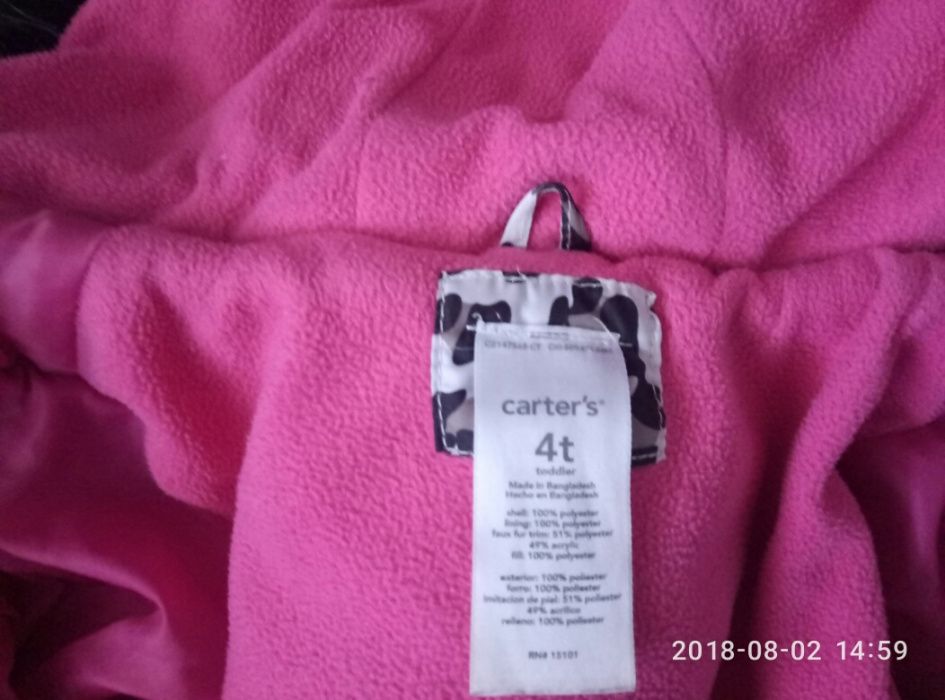 carter's
4t
toddler
Made in Bangladesh
Hecho en Bangladesh
shell: 100% polyester
lining: 100% polyester
faux fur trim: 51% polyester
49% acrylic
fill: 100% polyester
exterior: 100% poliester
forro: 100% poliester
imitacion de piel: 51% poliester
49% acrilico
relleno: 100% poliester
RN# 15101
2018-08-02 14:59